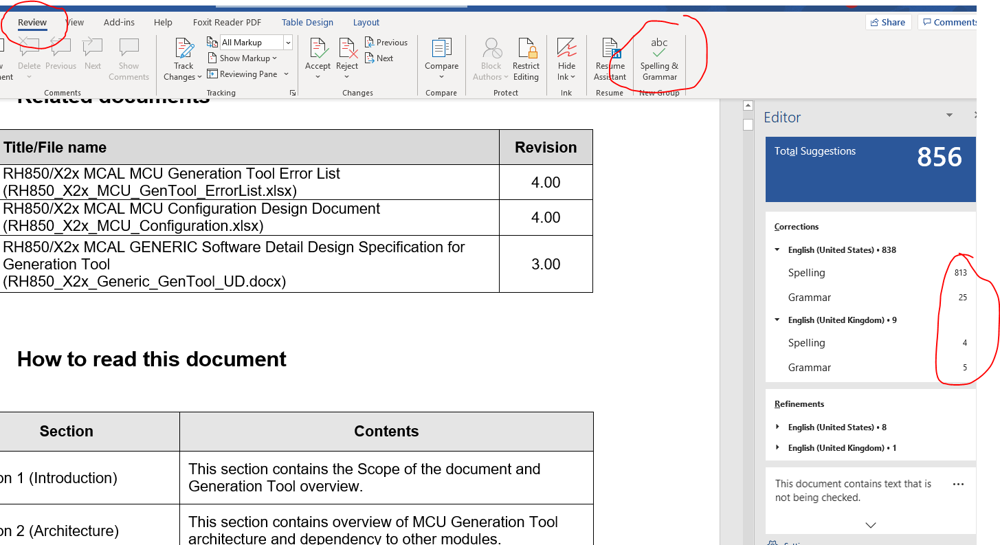 Review View Add-ins Help Foxit Reader PDF Table Design Layout Share Comments
Delete Previous Next Show Comments
Comments
Track Changes
All Markup
Show Markup
Reviewing Pane
Tracking
Accept Reject
Previous
Next
Changes
Compare
Compare
Block Authors Restrict Editing
Protect
Hide Ink
Ink
Resume Assistant
Resume
abc
Spelling & Grammar
New Group
Related documents
Title/File name Revision
RH850/X2x MCAL MCU Generation Tool Error List
(RH850_X2x_MCU_GenTool_ErrorList.xlsx)
4.00
RH850/X2x MCAL MCU Configuration Design Document
(RH850_X2x_MCU_Configuration.xlsx)
4.00
RH850/X2x MCAL GENERIC Software Detail Design Specification for
Generation Tool
(RH850_X2x_Generic_GenTool_UD.docx)
3.00
How to read this document
Section Contents
on 1 (Introduction)
This section contains the Scope of the document and
Generation Tool overview.
on 2 (Architecture)
This section contains overview of MCU Generation Tool
architecture and dependency to other modules.
Editor
Total Suggestions 856
Corrections
English (United States) • 838
Spelling 813
Grammar 25
English (United Kingdom) • 9
Spelling 4
Grammar 5
Refinements
English (United States) • 8
English (United Kingdom) • 1
This document contains text that is
not being checked.